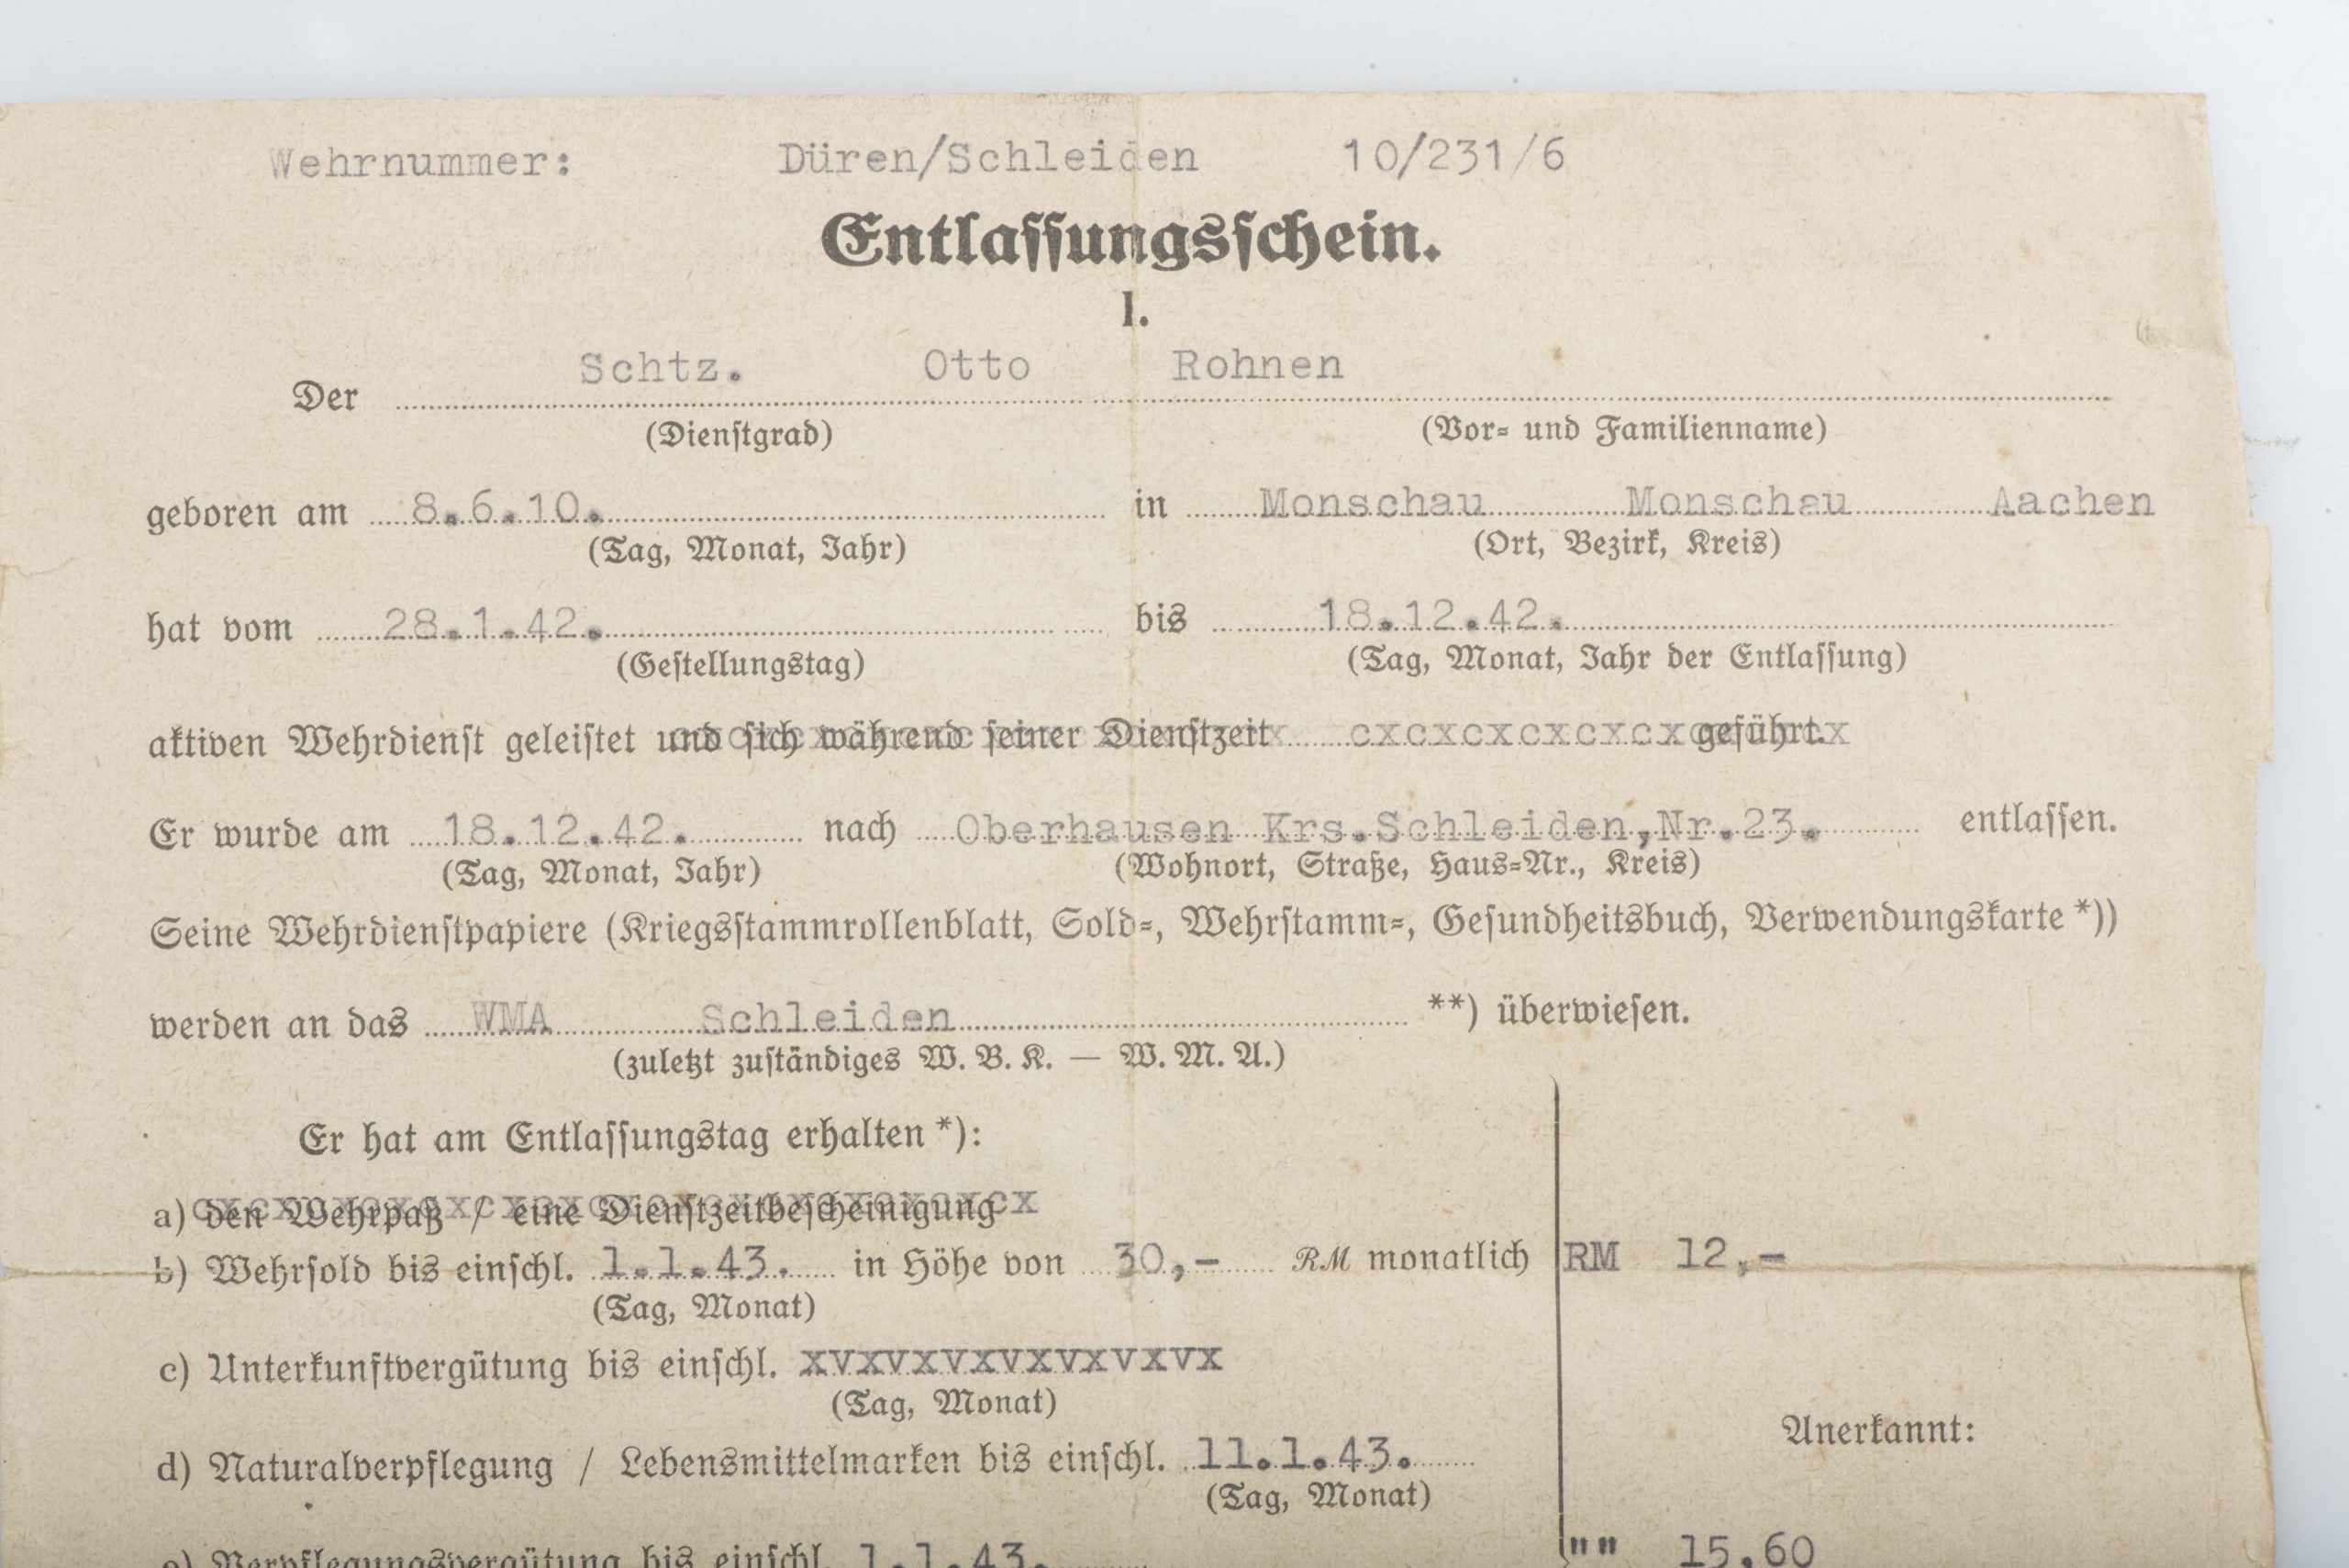 Wehrnummer: Düren/Schleiden 10/231/6
Entlassungsschein.
1.
Schtz. Otto Rohnen
Der
(Dienstgrad) (Vor- und Familienname)
geboren am 8.6.10. in Monschau Monschau Aachen
(Tag, Monat, Jahr) (Ort, Bezirk, Kreis)
hat vom 28.1.42. bis 18.12.42.
(Gestellungstag) (Tag, Monat, Jahr der Entlassung)
aktiven Wehrdienst geleistet und sich während seiner Dienstzeit cxcxcxcxcxcx geführt.
Er wurde am 18.12.42. nach Oberhausen Krs.Schleiden,Nr.23. entlassen.
(Tag, Monat, Jahr) (Wohnort, Straße, Haus-Nr., Kreis)
Seine Wehrdienstpapiere (Kriegsstammrollenblatt, Sold-, Wehrstamm-, Gesundheitsbuch, Verwendungskarte *))
werden an das WMA Schleiden **) überwiesen.
(zuletzt zuständiges W. B. K. — W. M. A.)
Er hat am Entlassungstag erhalten *):
a) den Wehrpaß / eine Dienstzeitbescheinigung
b) Wehrsold bis einschl. 1.1.43. in Höhe von 30,- RM monatlich RM 12,-
(Tag, Monat)
c) Unterkunftvergütung bis einschl. xvxvxvxvxvxvxvx
(Tag, Monat)
Anerkannt:
d) Naturalverpflegung / Lebensmittelmarken bis einschl. 11.1.43.
(Tag, Monat)
e) Verpflegungsvergütung bis einschl. 1.1.43. "" 15,60